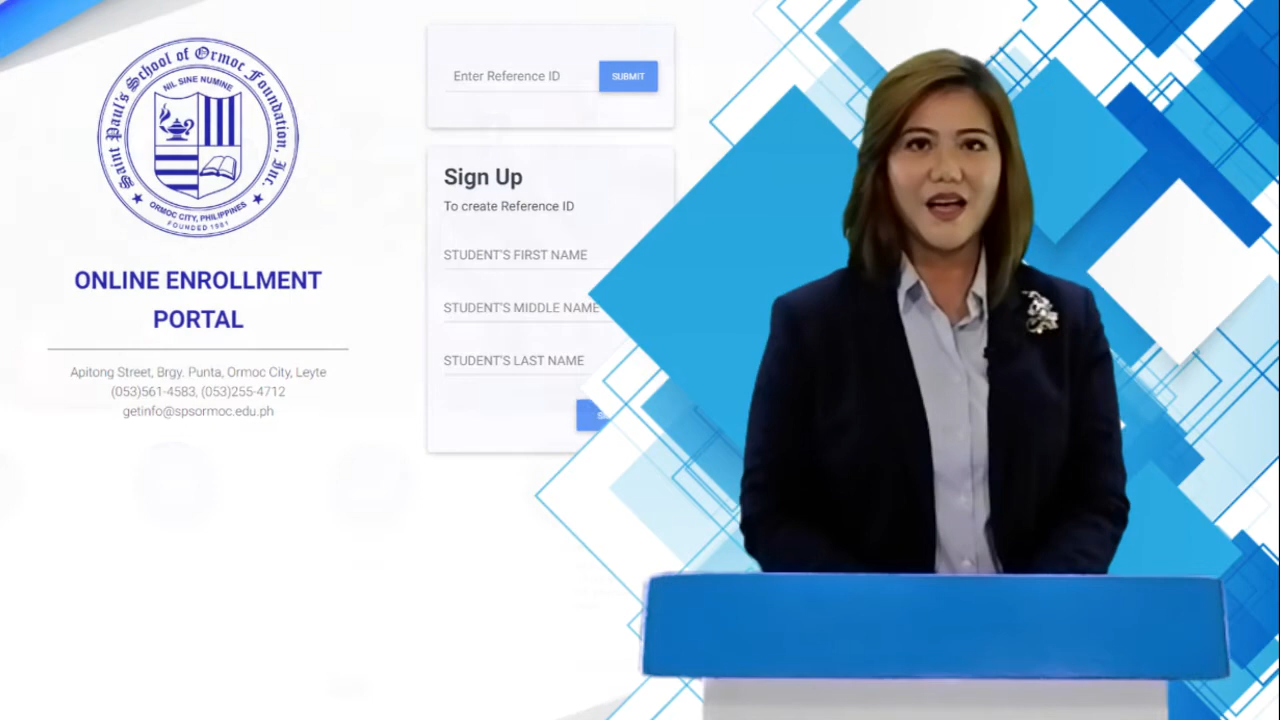 Saint Paul's School of Ormoc Foundation, Inc.
NIL SINE NUMINE
ORMOC CITY, PHILIPPINES
FOUNDED 1981
ONLINE ENROLLMENT
PORTAL
Apitong Street, Brgy. Punta, Ormoc City, Leyte
(053)561-4583, (053)255-4712
getinfo@spsormoc.edu.ph
Enter Reference ID
SUBMIT
Sign Up
To create Reference ID
STUDENT'S FIRST NAME
STUDENT'S MIDDLE NAME
STUDENT'S LAST NAME